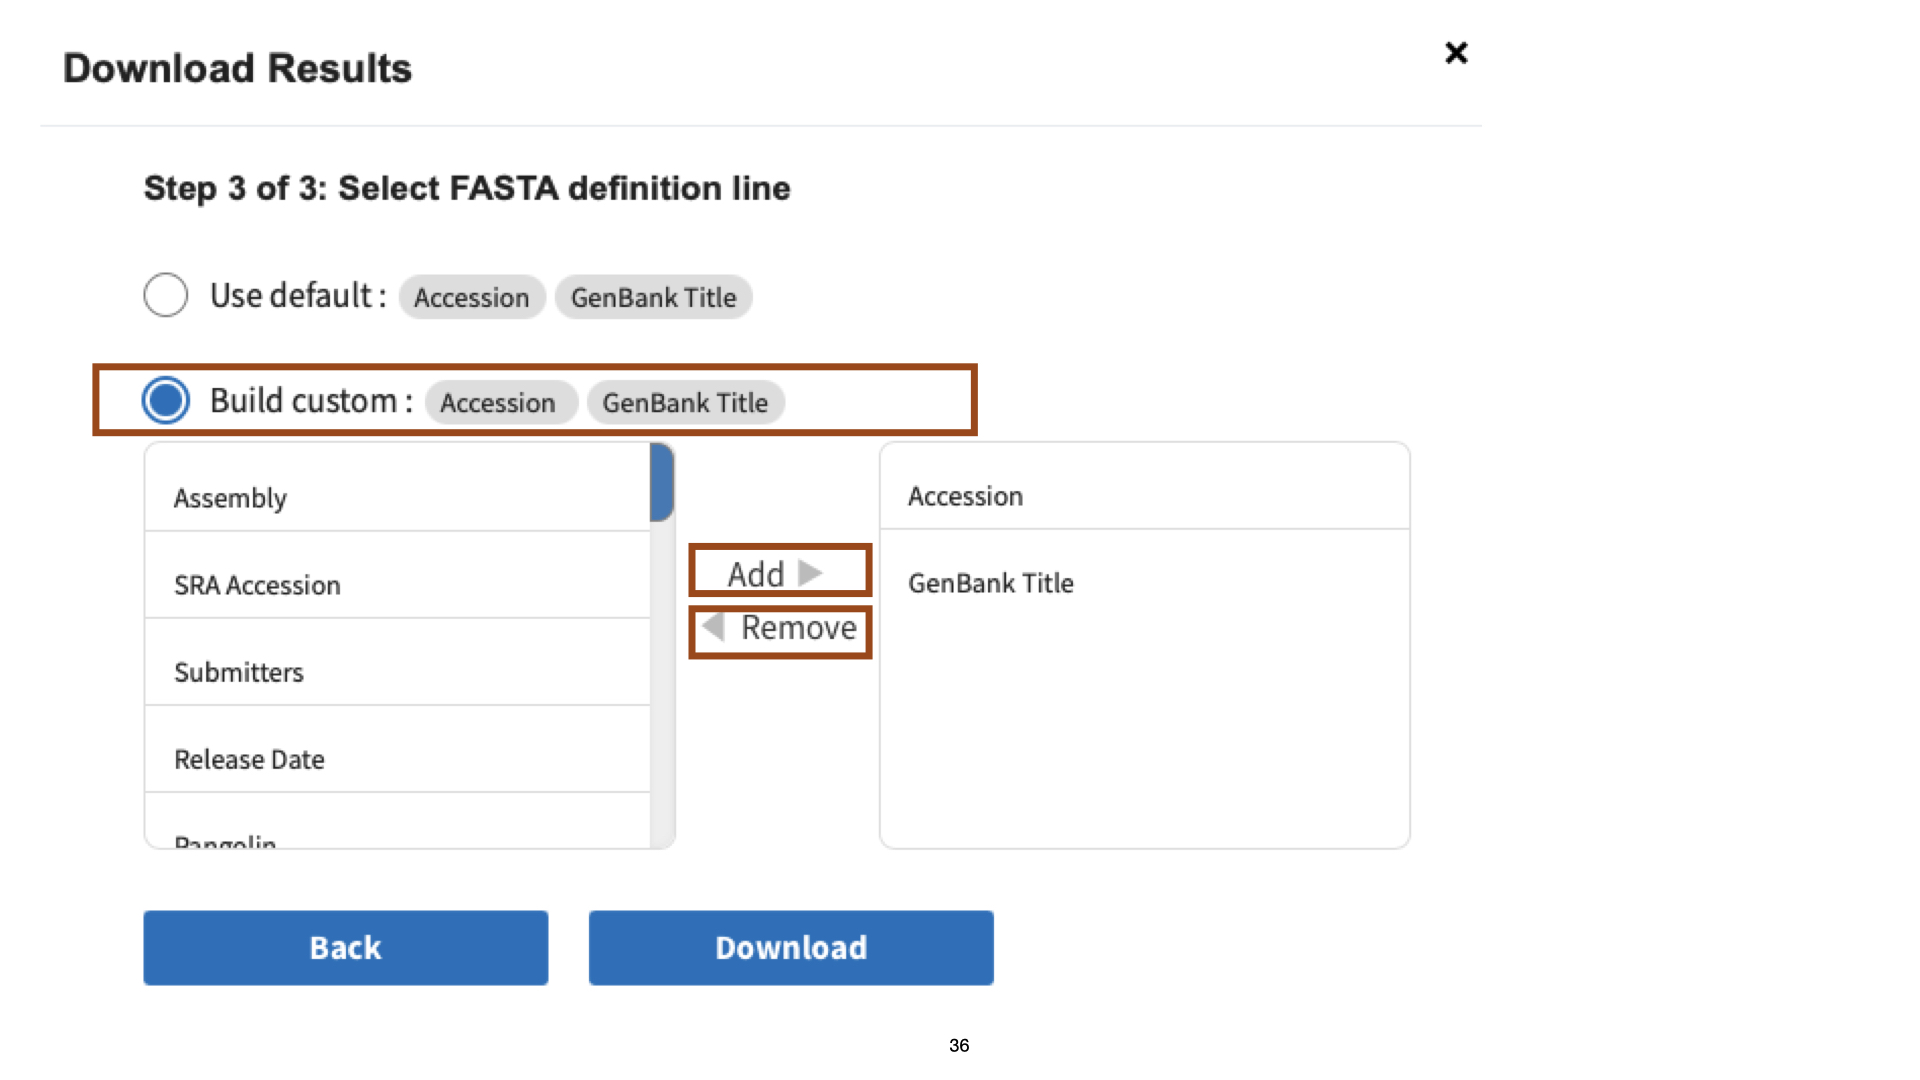 Download Results
×
Step 3 of 3: Select FASTA definition line
Use default : Accession GenBank Title
Build custom : Accession GenBank Title
Assembly
SRA Accession
Submitters
Release Date
Pangolin
Add
Remove
Accession
GenBank Title
Back
Download
36